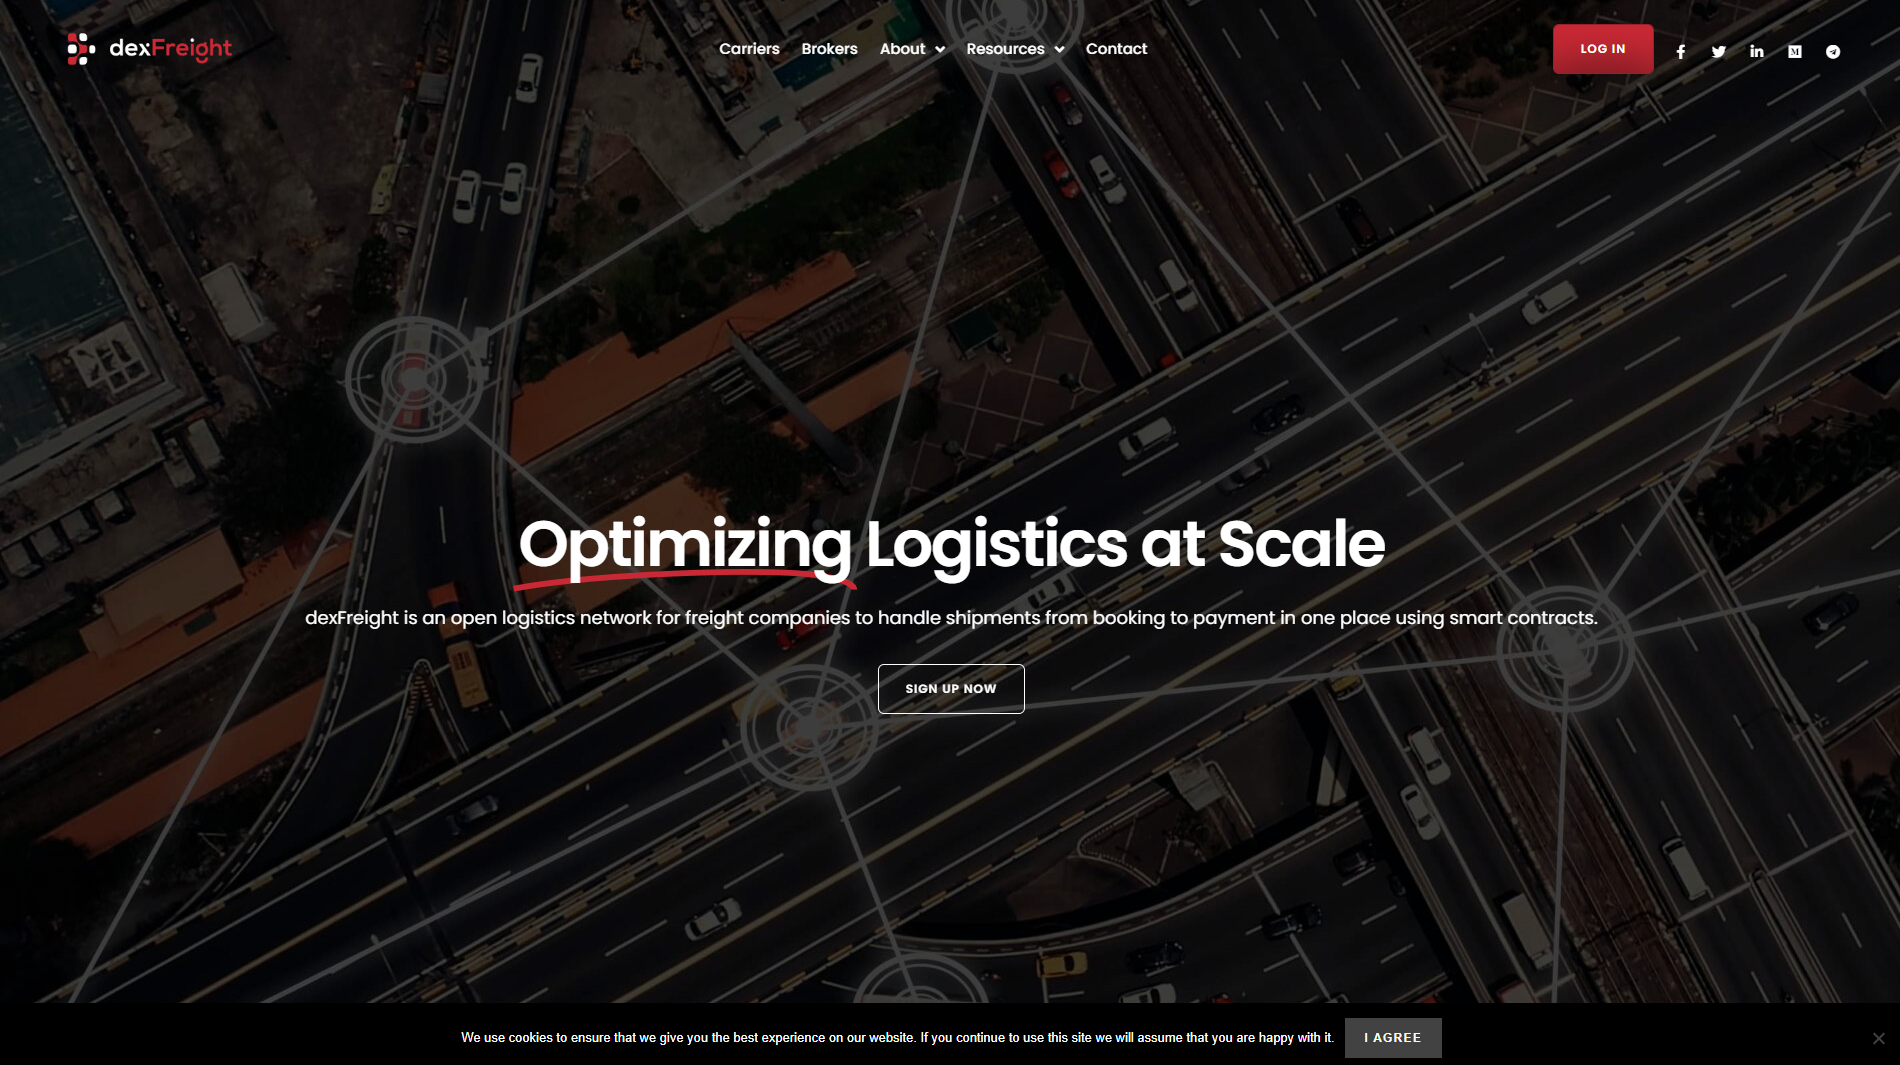 dexFreight
Carriers
Brokers
About
Resources
Contact
LOG IN
Optimizing Logistics at Scale
dexFreight is an open logistics network for freight companies to handle shipments from booking to payment in one place using smart contracts.
SIGN UP NOW
We use cookies to ensure that we give you the best experience on our website. If you continue to use this site we will assume that you are happy with it.
I AGREE